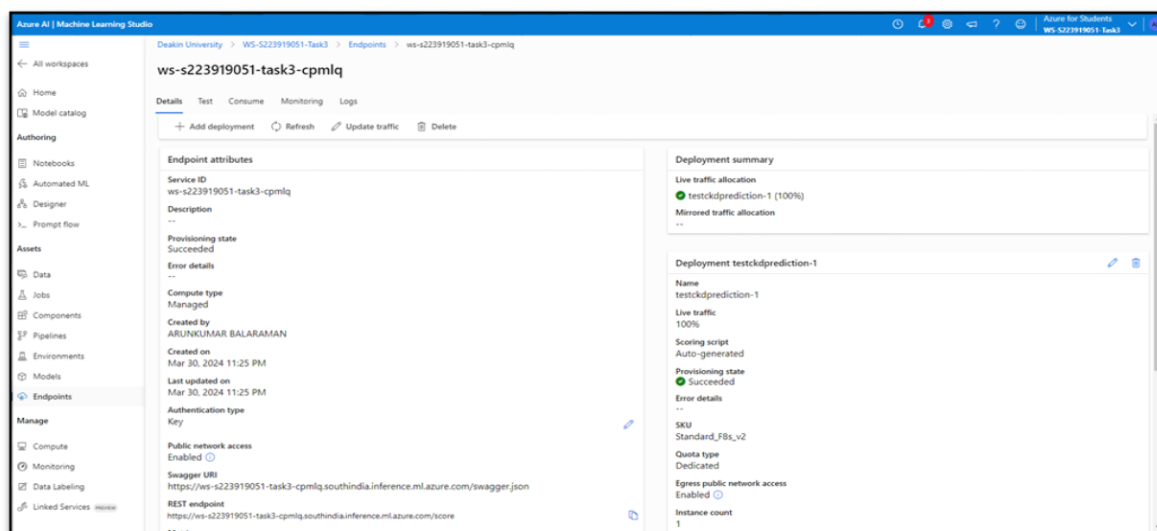 Azure AI | Machine Learning Studio
Azure for Students
WS-S223919051-Task3
All workspaces
Home
Model catalog
Authoring
Notebooks
Automated ML
Designer
Prompt flow
Assets
Data
Jobs
Components
Pipelines
Environments
Models
Endpoints
Manage
Compute
Monitoring
Data Labeling
Linked Services PREVIEW
Deakin University > WS-S223919051-Task3 > Endpoints > ws-s223919051-task3-cpmlq
ws-s223919051-task3-cpmlq
Details Test Consume Monitoring Logs
Add deployment Refresh Update traffic Delete
Endpoint attributes
Service ID
ws-s223919051-task3-cpmlq
Description
--
Provisioning state
Succeeded
Error details
--
Compute type
Managed
Created by
ARUNKUMAR BALARAMAN
Created on
Mar 30, 2024 11:25 PM
Last updated on
Mar 30, 2024 11:25 PM
Authentication type
Key
Public network access
Enabled
Swagger URI
https://ws-s223919051-task3-cpmlq.southindia.inference.ml.azure.com/swagger.json
REST endpoint
https://ws-s223919051-task3-cpmlq.southindia.inference.ml.azure.com/score
Deployment summary
Live traffic allocation
testckdprediction-1 (100%)
Mirrored traffic allocation
--
Deployment testckdprediction-1
Name
testckdprediction-1
Live traffic
100%
Scoring script
Auto-generated
Provisioning state
Succeeded
Error details
--
SKU
Standard_F8s_v2
Quota type
Dedicated
Egress public network access
Enabled
Instance count
1